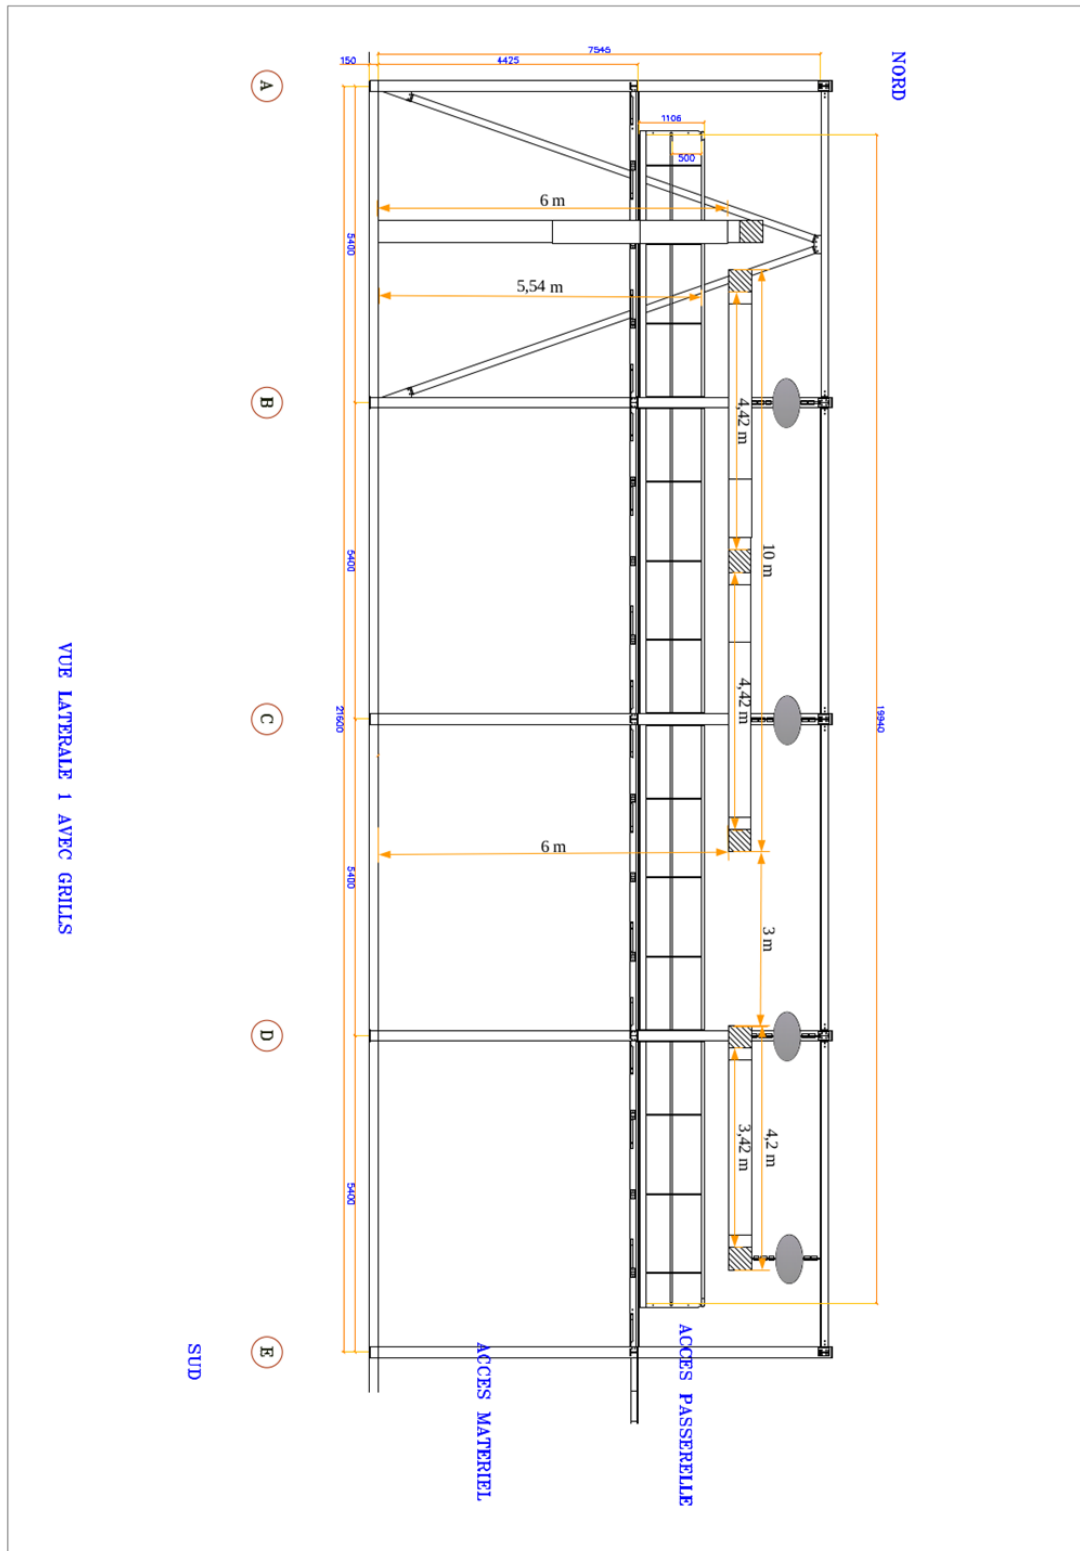 NORD
7545
150
4425
A
1106
500
6 m
5400
5,54 m
B
4,42 m
10 m
5400
4,42 m
C
21600
19940
5400
6 m
3 m
D
4,2 m
3,42 m
5400
E
SUD
ACCES MATERIEL
ACCES PASSERELLE
VUE LATERALE 1 AVEC GRILLS